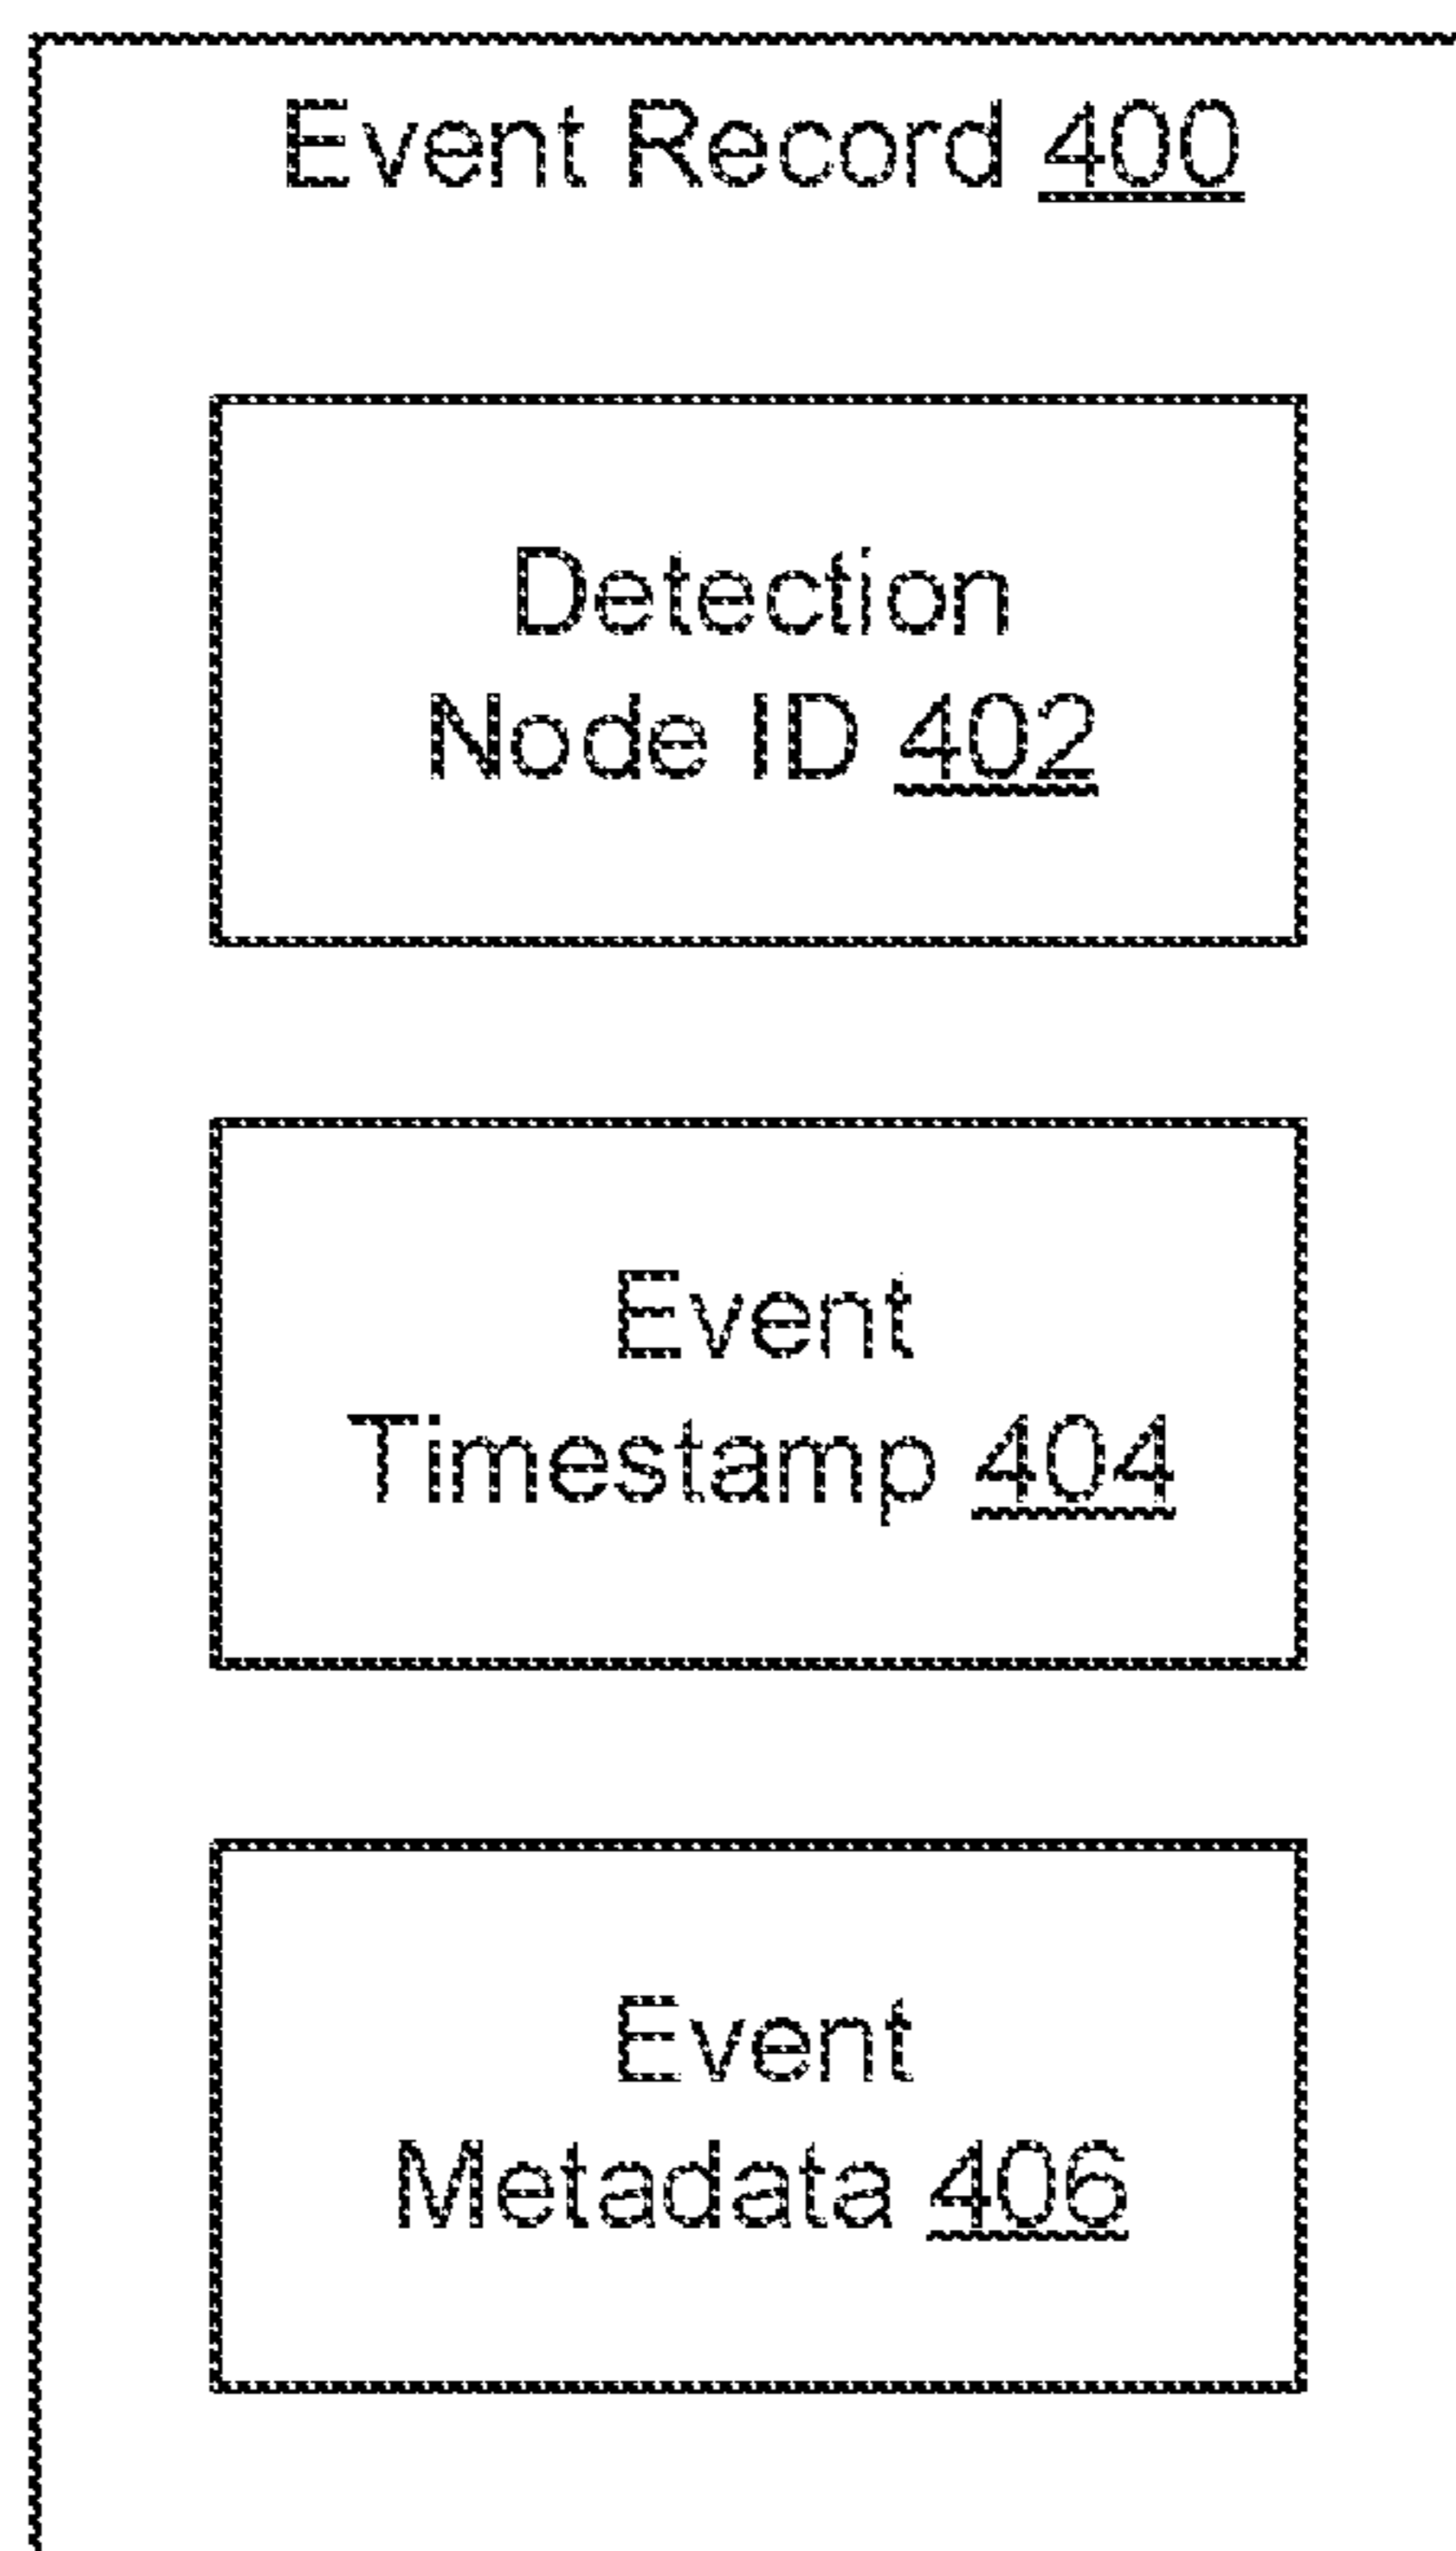 Event Record 400
Detection
Node ID 402
Event
Timestamp 404
Event
Metadata 406